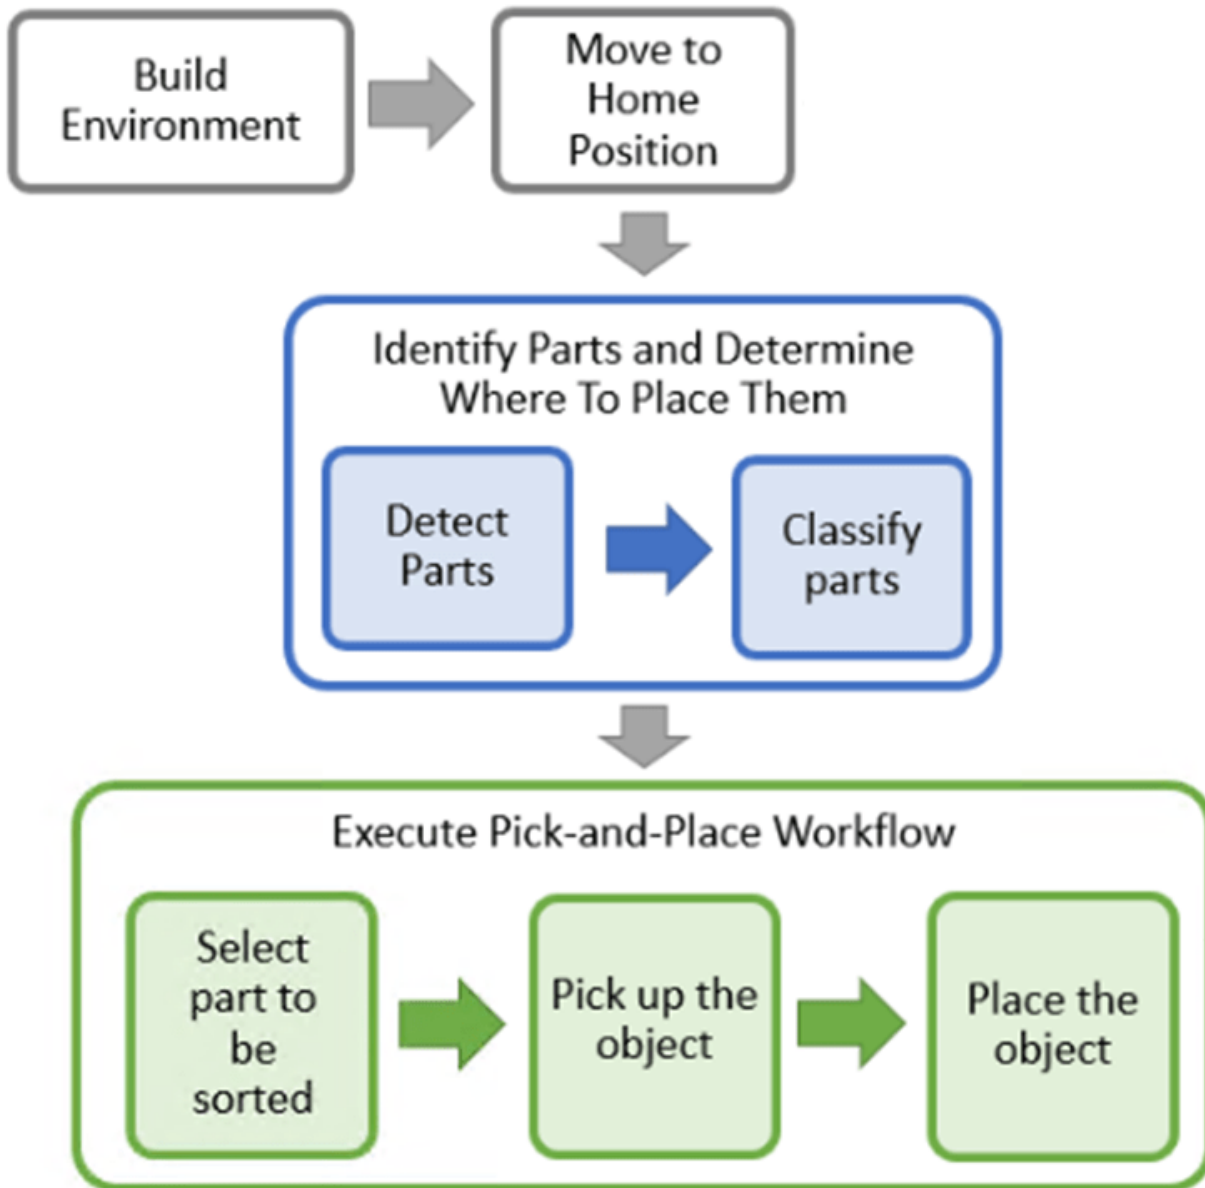 Build
Environment
Move to
Home
Position
Identify Parts and Determine
Where To Place Them
Detect
Parts
Classify
parts
Execute Pick-and-Place Workflow
Select
part to
be
sorted
Pick up the
object
Place the
object